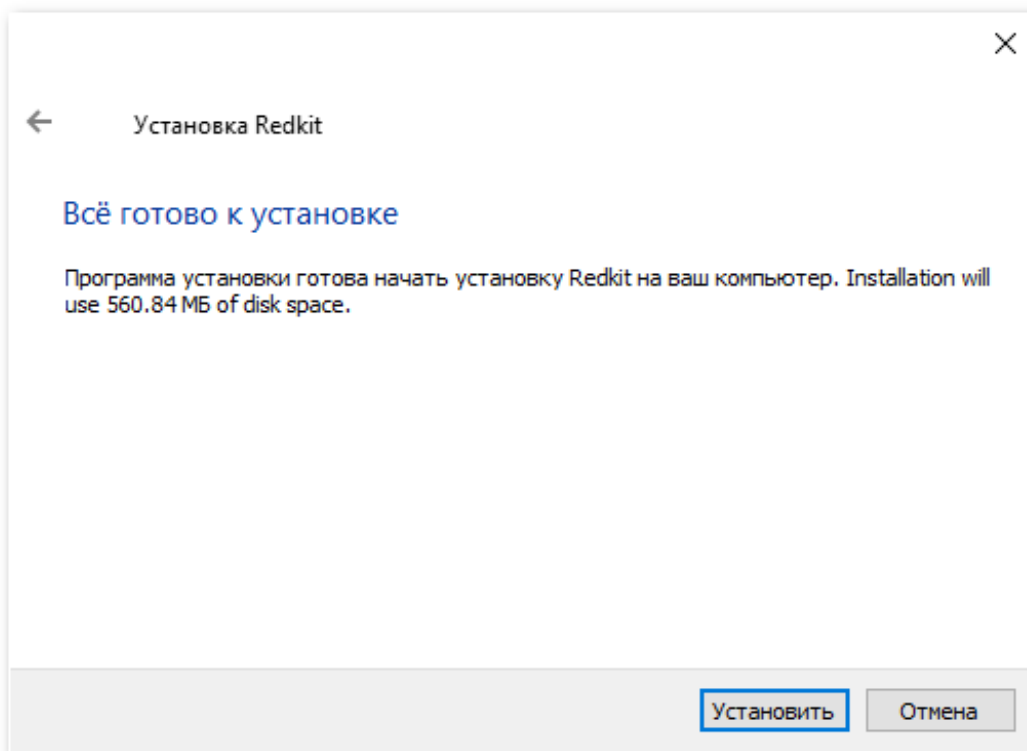 Установка Redkit
Всё готово к установке
Программа установки готова начать установку Redkit на ваш компьютер. Installation will
use 560.84 МБ of disk space.
Установить
Отмена